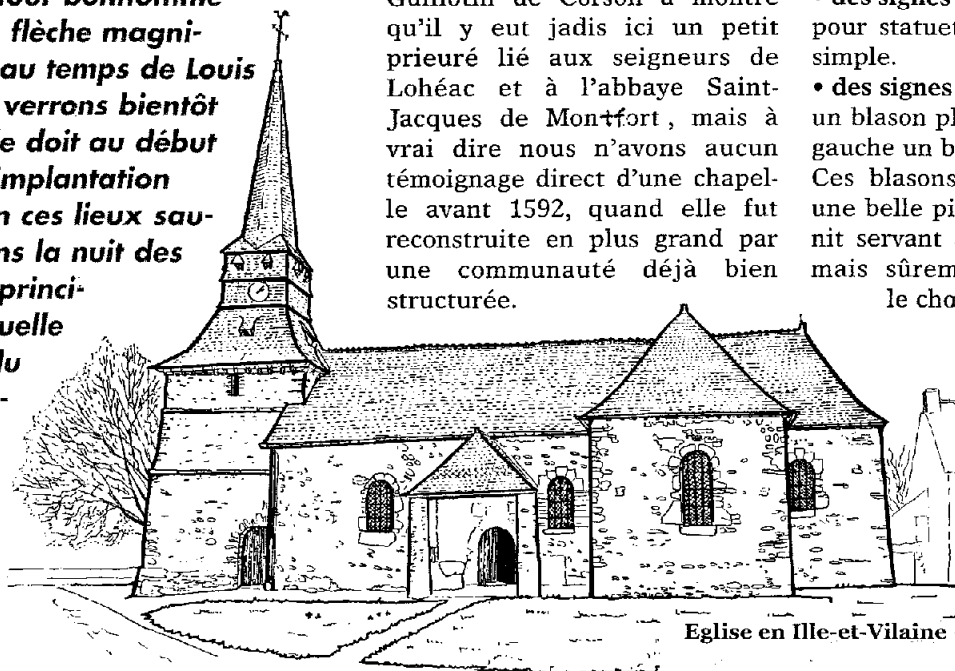 flèche magni-
au temps de Louis
verrons bientôt
e doit au début
implantation
n ces lieux sau-
ns la nuit des
princi-
uelle
lu
-
qu'il y eut jadis ici un petit
prieuré lié aux seigneurs de
Lohéac et à l'abbaye Saint-
Jacques de Montfort , mais à
vrai dire nous n'avons aucun
témoignage direct d'une chapel-
le avant 1592, quand elle fut
reconstruite en plus grand par
une communauté déjà bien
structurée.
• des signes
pour statuet
simple.
• des signes
un blason pl
gauche un b
Ces blasons
une belle pi
nit servant
mais sûrem
le cho
Eglise en Ille-et-Vilaine